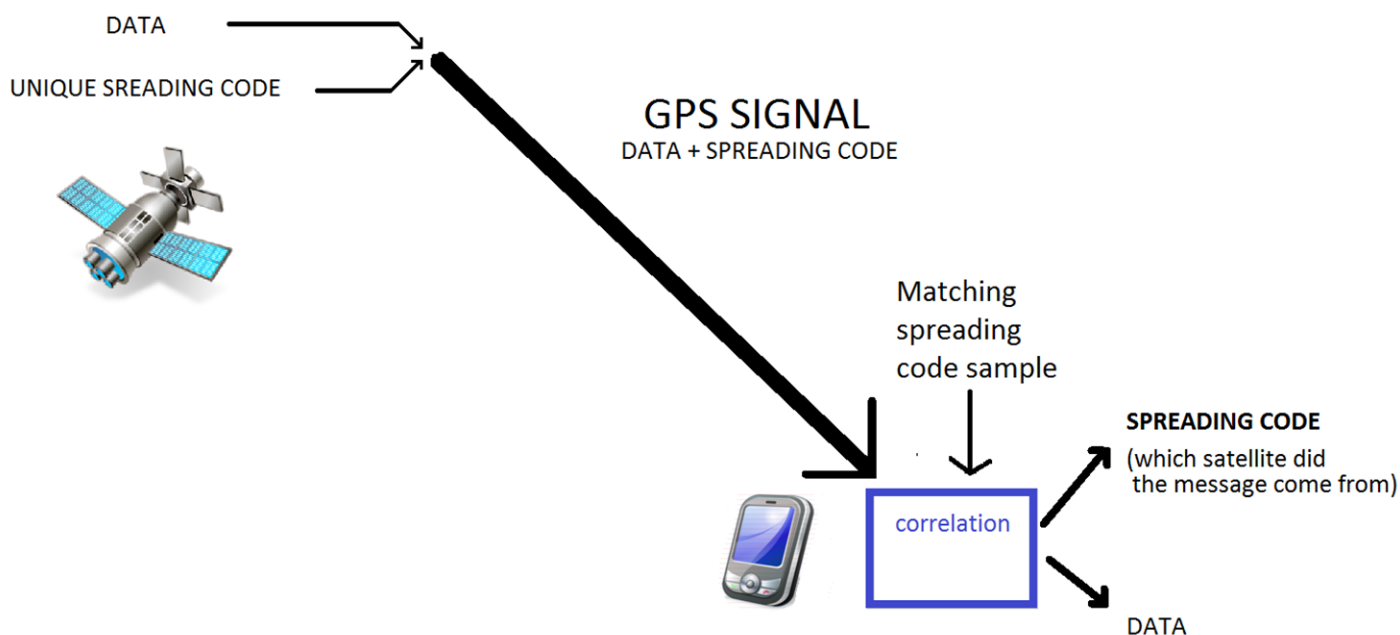 DATA
UNIQUE SREADING CODE
GPS SIGNAL
DATA + SPREADING CODE
Matching
spreading
code sample
SPREADING CODE
(which satellite did
the message come from)
correlation
DATA